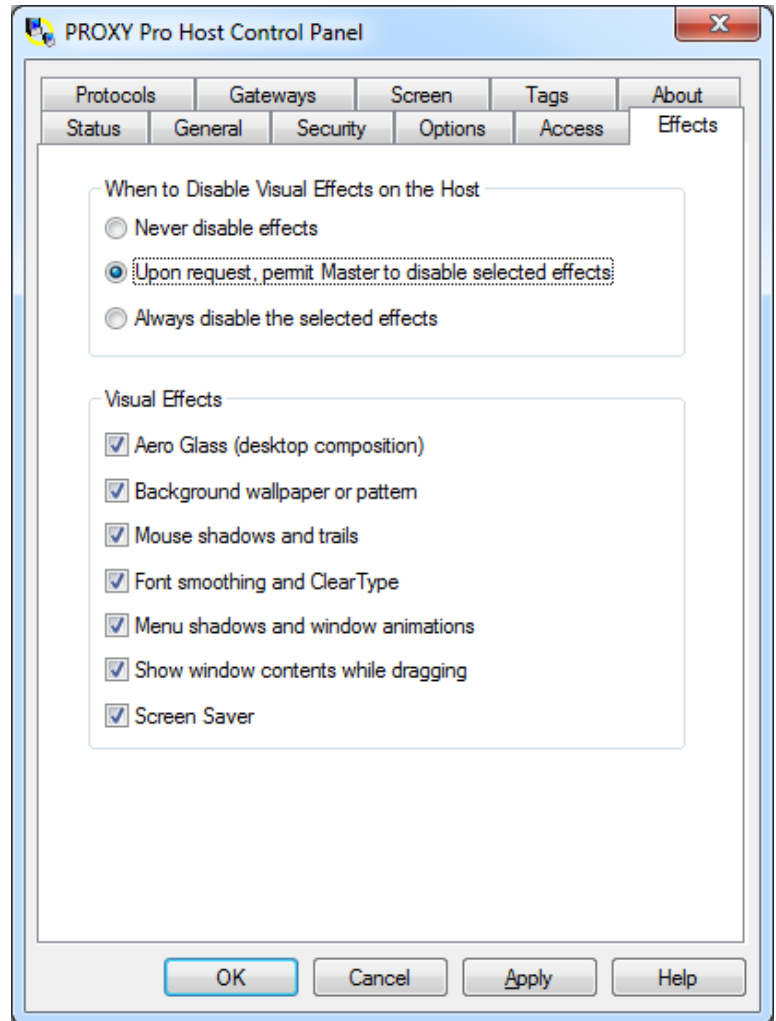 PROXY Pro Host Control Panel
Protocols Gateways Screen Tags About
Status General Security Options Access Effects
When to Disable Visual Effects on the Host
Never disable effects
Upon request, permit Master to disable selected effects
Always disable the selected effects
Visual Effects
Aero Glass (desktop composition)
Background wallpaper or pattern
Mouse shadows and trails
Font smoothing and ClearType
Menu shadows and window animations
Show window contents while dragging
Screen Saver
OK Cancel Apply Help